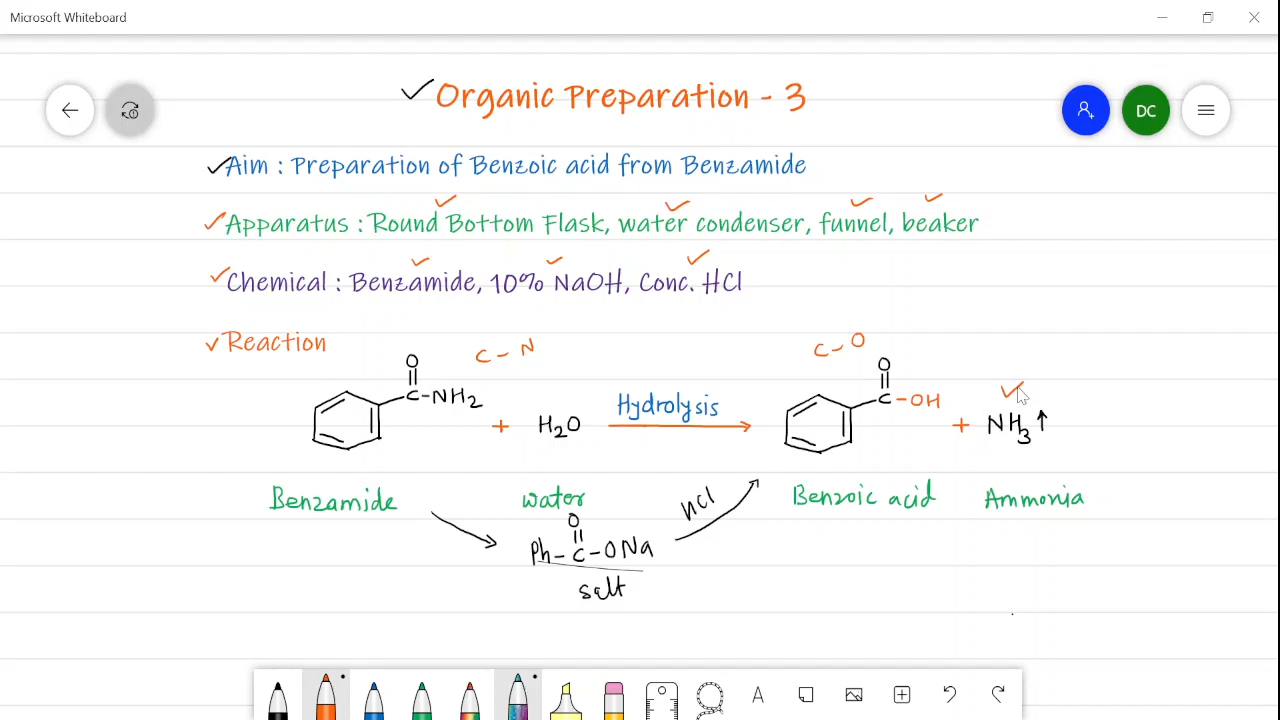 Microsoft Whiteboard
Organic Preparation - 3
DC
Aim : Preparation of Benzoic acid from Benzamide
Apparatus : Round Bottom Flask, water condenser, funnel, beaker
Chemical : Benzamide, 10% NaOH, Conc. HCl
Reaction
C - N
C - O
O
O
C-NH2
C-OH
+ H2O
Hydrolysis
+ NH3↑
Benzamide
water
Benzoic acid
Ammonia
HCl
O
Ph-C-ONa
salt
A